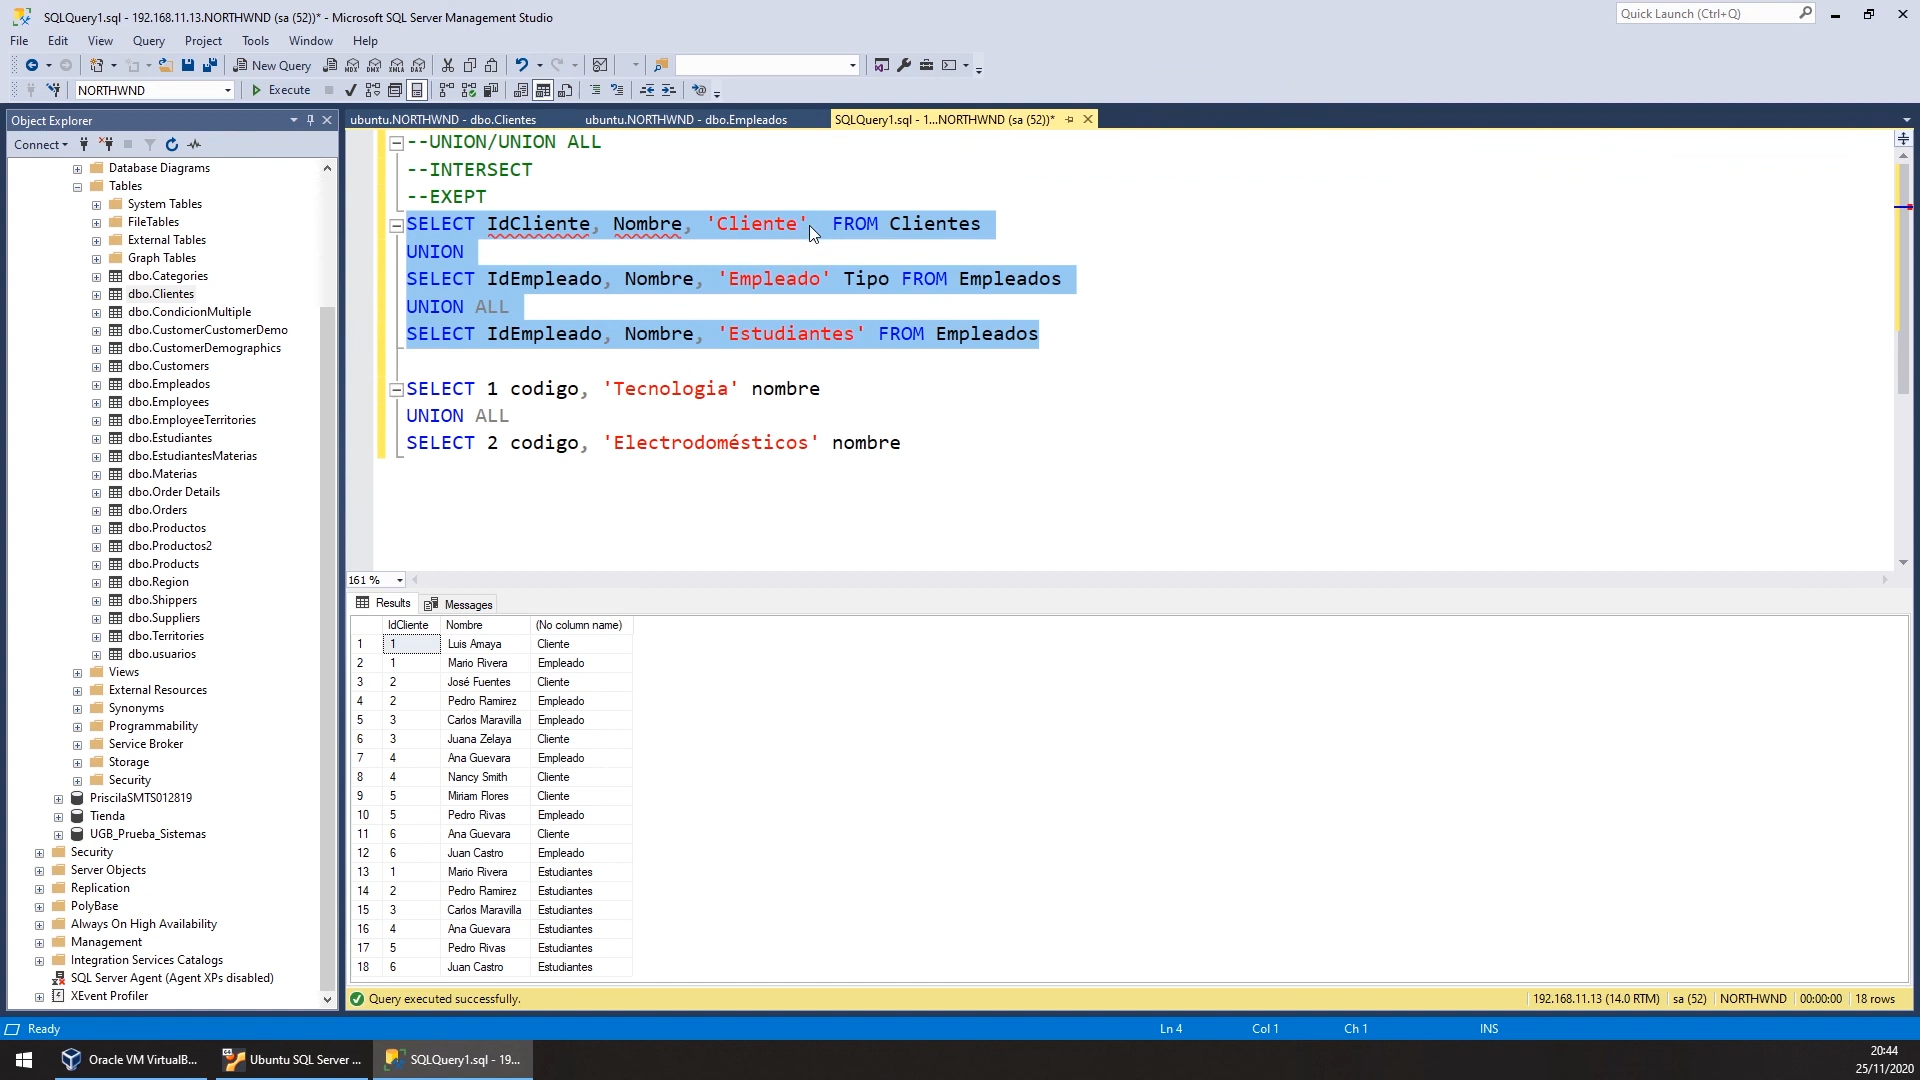 SQLQuery1.sql - 192.168.11.13.NORTHWND (sa (52))* - Microsoft SQL Server Management Studio
Quick Launch (Ctrl+Q)
File Edit View Query Project Tools Window Help
New Query
NORTHWND
Execute
Object Explorer
ubuntu.NORTHWND - dbo.Clientes
ubuntu.NORTHWND - dbo.Empleados
SQLQuery1.sql - 1...NORTHWND (sa (52))*
Connect
Database Diagrams
Tables
System Tables
FileTables
External Tables
Graph Tables
dbo.Categories
dbo.Clientes
dbo.CondicionMultiple
dbo.CustomerCustomerDemo
dbo.CustomerDemographics
dbo.Customers
dbo.Empleados
dbo.Employees
dbo.EmployeeTerritories
dbo.Estudiantes
dbo.EstudiantesMaterias
dbo.Materias
dbo.Order Details
dbo.Orders
dbo.Productos
dbo.Productos2
dbo.Products
dbo.Region
dbo.Shippers
dbo.Suppliers
dbo.Territories
dbo.usuarios
Views
External Resources
Synonyms
Programmability
Service Broker
Storage
Security
PriscilaSMTS012819
Tienda
UGB_Prueba_Sistemas
Security
Server Objects
Replication
PolyBase
Always On High Availability
Management
Integration Services Catalogs
SQL Server Agent (Agent XPs disabled)
XEvent Profiler
--UNION/UNION ALL
--INTERSECT
--EXEPT
SELECT IdCliente, Nombre, 'Cliente' FROM Clientes
UNION
SELECT IdEmpleado, Nombre, 'Empleado' Tipo FROM Empleados
UNION ALL
SELECT IdEmpleado, Nombre, 'Estudiantes' FROM Empleados
SELECT 1 codigo, 'Tecnologia' nombre
UNION ALL
SELECT 2 codigo, 'Electrodomésticos' nombre
161 %
Results Messages
IdCliente Nombre (No column name)
1 1 Luis Amaya Cliente
2 1 Mario Rivera Empleado
3 2 José Fuentes Cliente
4 2 Pedro Ramirez Empleado
5 3 Carlos Maravilla Empleado
6 3 Juana Zelaya Cliente
7 4 Ana Guevara Empleado
8 4 Nancy Smith Cliente
9 5 Miriam Flores Cliente
10 5 Pedro Rivas Empleado
11 6 Ana Guevara Cliente
12 6 Juan Castro Empleado
13 1 Mario Rivera Estudiantes
14 2 Pedro Ramirez Estudiantes
15 3 Carlos Maravilla Estudiantes
16 4 Ana Guevara Estudiantes
17 5 Pedro Rivas Estudiantes
18 6 Juan Castro Estudiantes
Query executed successfully.
192.168.11.13 (14.0 RTM) sa (52) NORTHWND 00:00:00 18 rows
Ready
Ln 4 Col 1 Ch 1 INS
Oracle VM VirtualB...
Ubuntu SQL Server ...
SQLQuery1.sql - 19...
20:44
25/11/2020